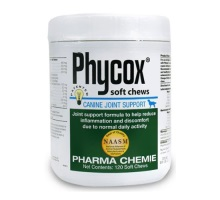 Phycox®
soft chews
CANINE JOINT SUPPORT
Joint support formula to help reduce
inflammation and discomfort
due to normal daily activity
NAASM
PHARMA CHEMIE
Net Contents: 120 Soft Chews